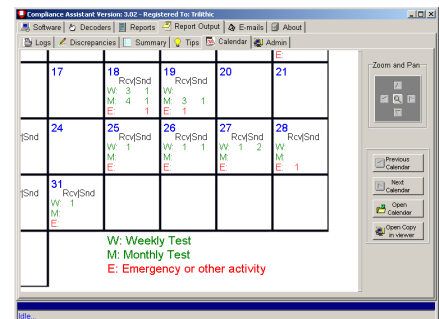 Compliance Assistant Version: 3.02 - Registered To: Trilithic
Software Decoders Reports Report Output E-mails About
Logs Discrepancies Summary Tips Calendar Admin
E:
17 18 19 20 21
Rcv|Snd Rcv|Snd
W: 3 1 W:
M: 4 1 M: 3 1
E: 1 E: 1
24 25 26 27 28
|Snd Rcv|Snd Rcv|Snd Rcv|Snd Rcv|Snd
W: 1 W: 1 1 W: 1 2 W:
M: M: M: M:
E: E: E: E: 1
31
|Snd Rcv|Snd
W: 1
M:
E:
W: Weekly Test
M: Monthly Test
E: Emergency or other activity
Zoom and Pan
Previous Calendar
Next Calendar
Open Calendar
Open Copy in viewer
Idle...